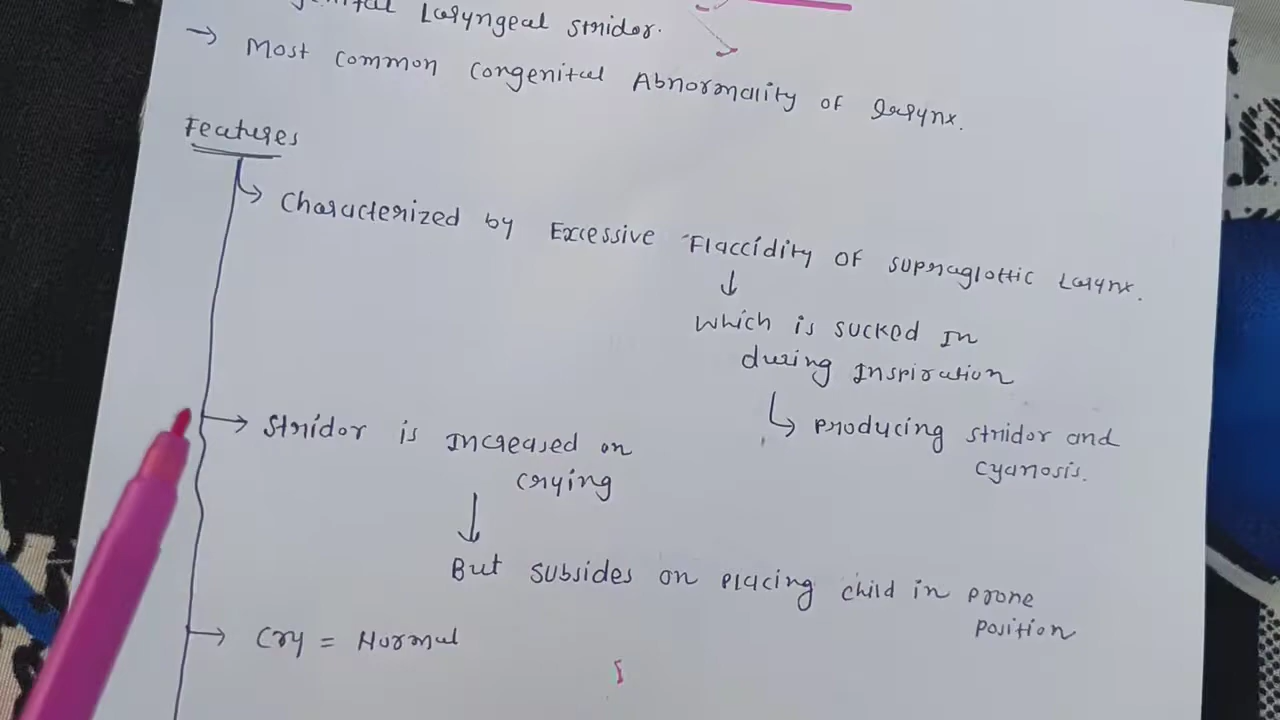 Laryngeal stridor.
→ Most common congenital Abnormality of larynx.
Features
↳ Characterized by Excessive Flaccidity of supraglottic Larynx.
↓
which is sucked In
during Inspiration
↳ producing stridor and
cyanosis.
→ Stridor is Increased on
crying
↓
But subsides on placing child in prone
position
→ Cry = Normal